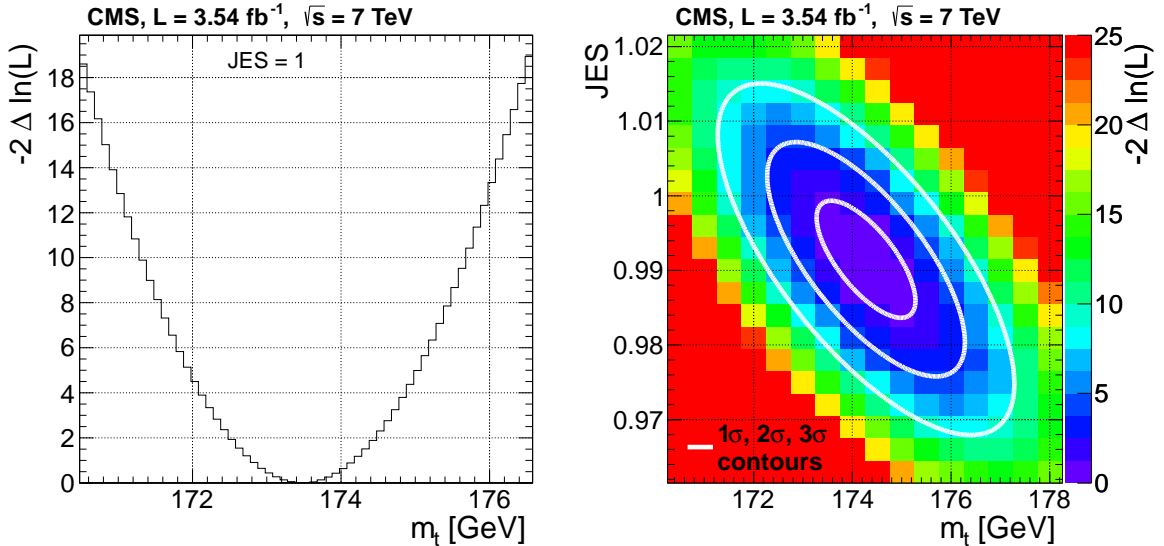 CMS, L = 3.54 fb⁻¹, √s = 7 TeV
JES = 1
-2 Δ ln(L)
18
16
14
12
10
8
6
4
2
0
172 174 176
mₜ [GeV]
CMS, L = 3.54 fb⁻¹, √s = 7 TeV
JES
1.02
1.01
1
0.99
0.98
0.97
1σ, 2σ, 3σ
contours
172 174 176 178
mₜ [GeV]
25
20
15
10
5
0
-2 Δ ln(L)